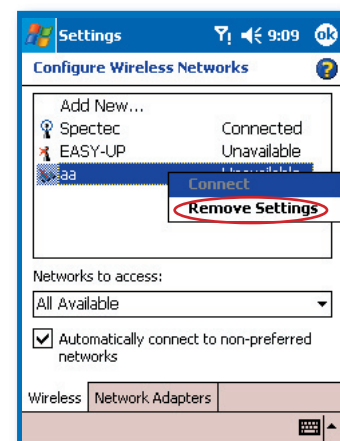 Settings 9:09 ok
Configure Wireless Networks ?
Add New...
Spectec Connected
EASY-UP Unavailable
aa Unavailable
Connect
Remove Settings
Networks to access:
All Available
Automatically connect to non-preferred
networks
Wireless Network Adapters